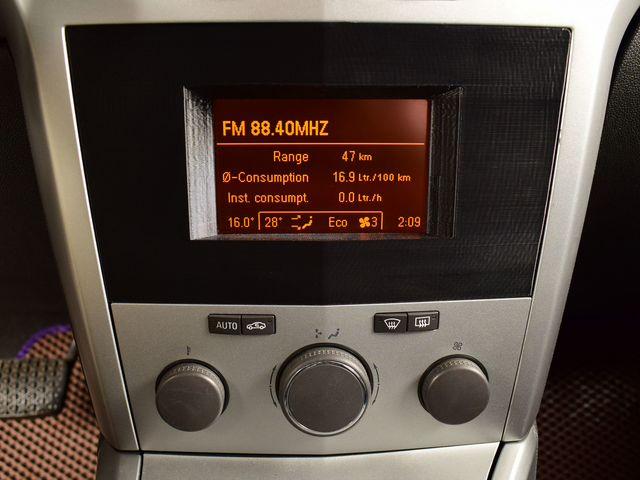 FM 88.40MHZ
Range 47 km
Ø-Consumption 16.9 Ltr./100 km
Inst. consumpt. 0.0 Ltr./h
16.0° 28° Eco 3 2:09
AUTO